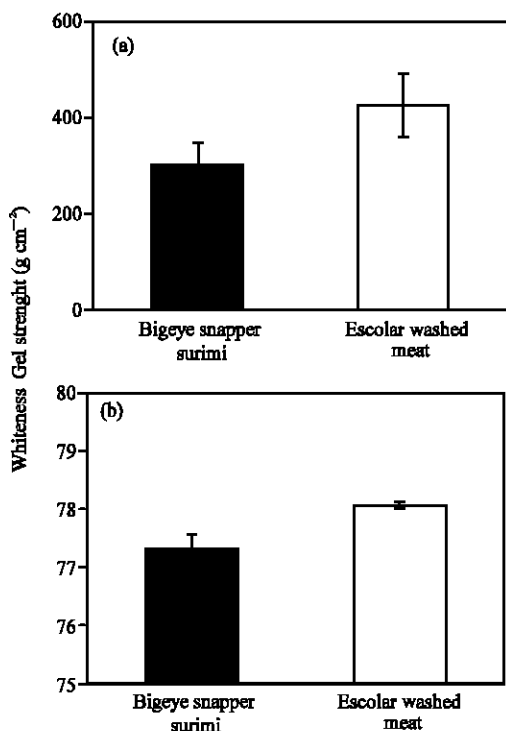 600
(a)
400
200
0
Bigeye snapper
surimi
Escolar washed
meat
Whiteness Gel strenght (g cm⁻²)
80
(b)
79
78
77
76
75
Bigeye snapper
surimi
Escolar washed
meat